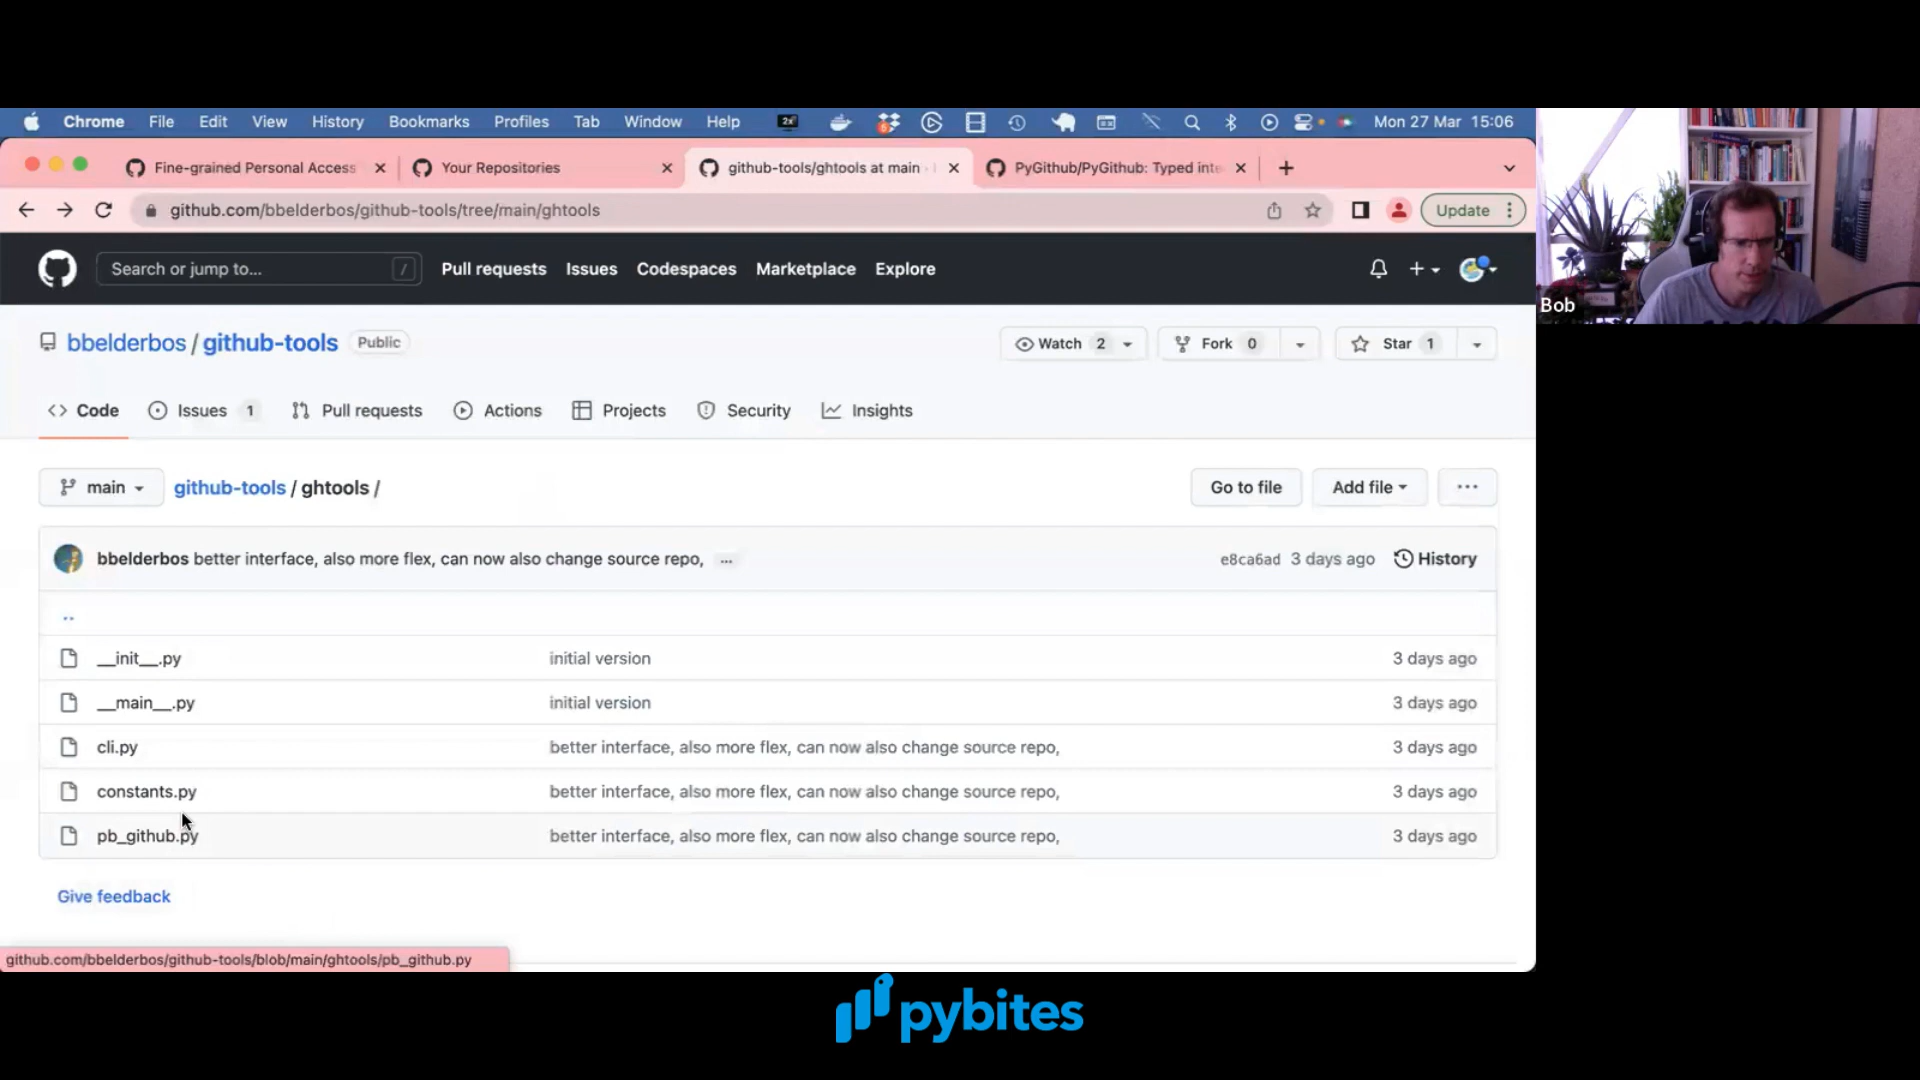 Chrome File Edit View History Bookmarks Profiles Tab Window Help 2x Mon 27 Mar 15:06
Fine-grained Personal Access
Your Repositories
github-tools/ghtools at main ·
PyGithub/PyGithub: Typed inte
github.com/bbelderbos/github-tools/tree/main/ghtools
Update
Search or jump to... /
Pull requests Issues Codespaces Marketplace Explore
Bob
bbelderbos / github-tools Public
Watch 2
Fork 0
Star 1
Code Issues 1 Pull requests Actions Projects Security Insights
main github-tools / ghtools /
Go to file Add file ...
bbelderbos better interface, also more flex, can now also change source repo, ... e8ca6ad 3 days ago History
..
__init__.py initial version 3 days ago
__main__.py initial version 3 days ago
cli.py better interface, also more flex, can now also change source repo, 3 days ago
constants.py better interface, also more flex, can now also change source repo, 3 days ago
pb_github.py better interface, also more flex, can now also change source repo, 3 days ago
Give feedback
github.com/bbelderbos/github-tools/blob/main/ghtools/pb_github.py
pybites